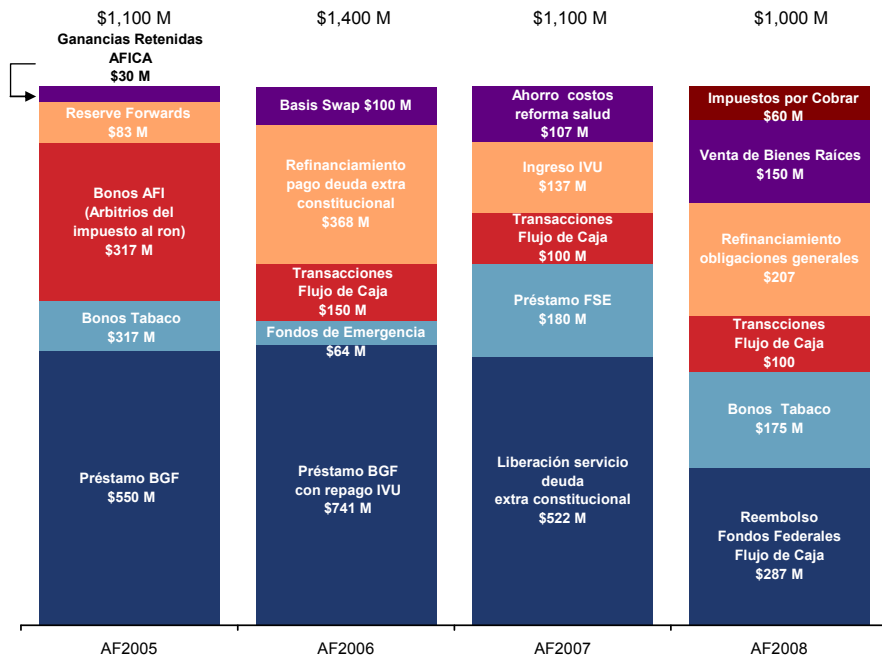 $1,100 M
$1,400 M
$1,100 M
$1,000 M
Ganancias Retenidas
AFICA
$30 M
Reserve Forwards
$83 M
Bonos AFI
(Arbitrios del
impuesto al ron)
$317 M
Bonos Tabaco
$317 M
Préstamo BGF
$550 M
Basis Swap $100 M
Refinanciamiento
pago deuda extra
constitucional
$368 M
Transacciones
Flujo de Caja
$150 M
Fondos de Emergencia
$64 M
Préstamo BGF
con repago IVU
$741 M
Ahorro costos
reforma salud
$107 M
Ingreso IVU
$137 M
Transacciones
Flujo de Caja
$100 M
Préstamo FSE
$180 M
Liberación servicio
deuda
extra constitucional
$522 M
Impuestos por Cobrar
$60 M
Venta de Bienes Raíces
$150 M
Refinanciamiento
obligaciones generales
$207
Transcciones
Flujo de Caja
$100
Bonos Tabaco
$175 M
Reembolso
Fondos Federales
Flujo de Caja
$287 M
AF2005
AF2006
AF2007
AF2008